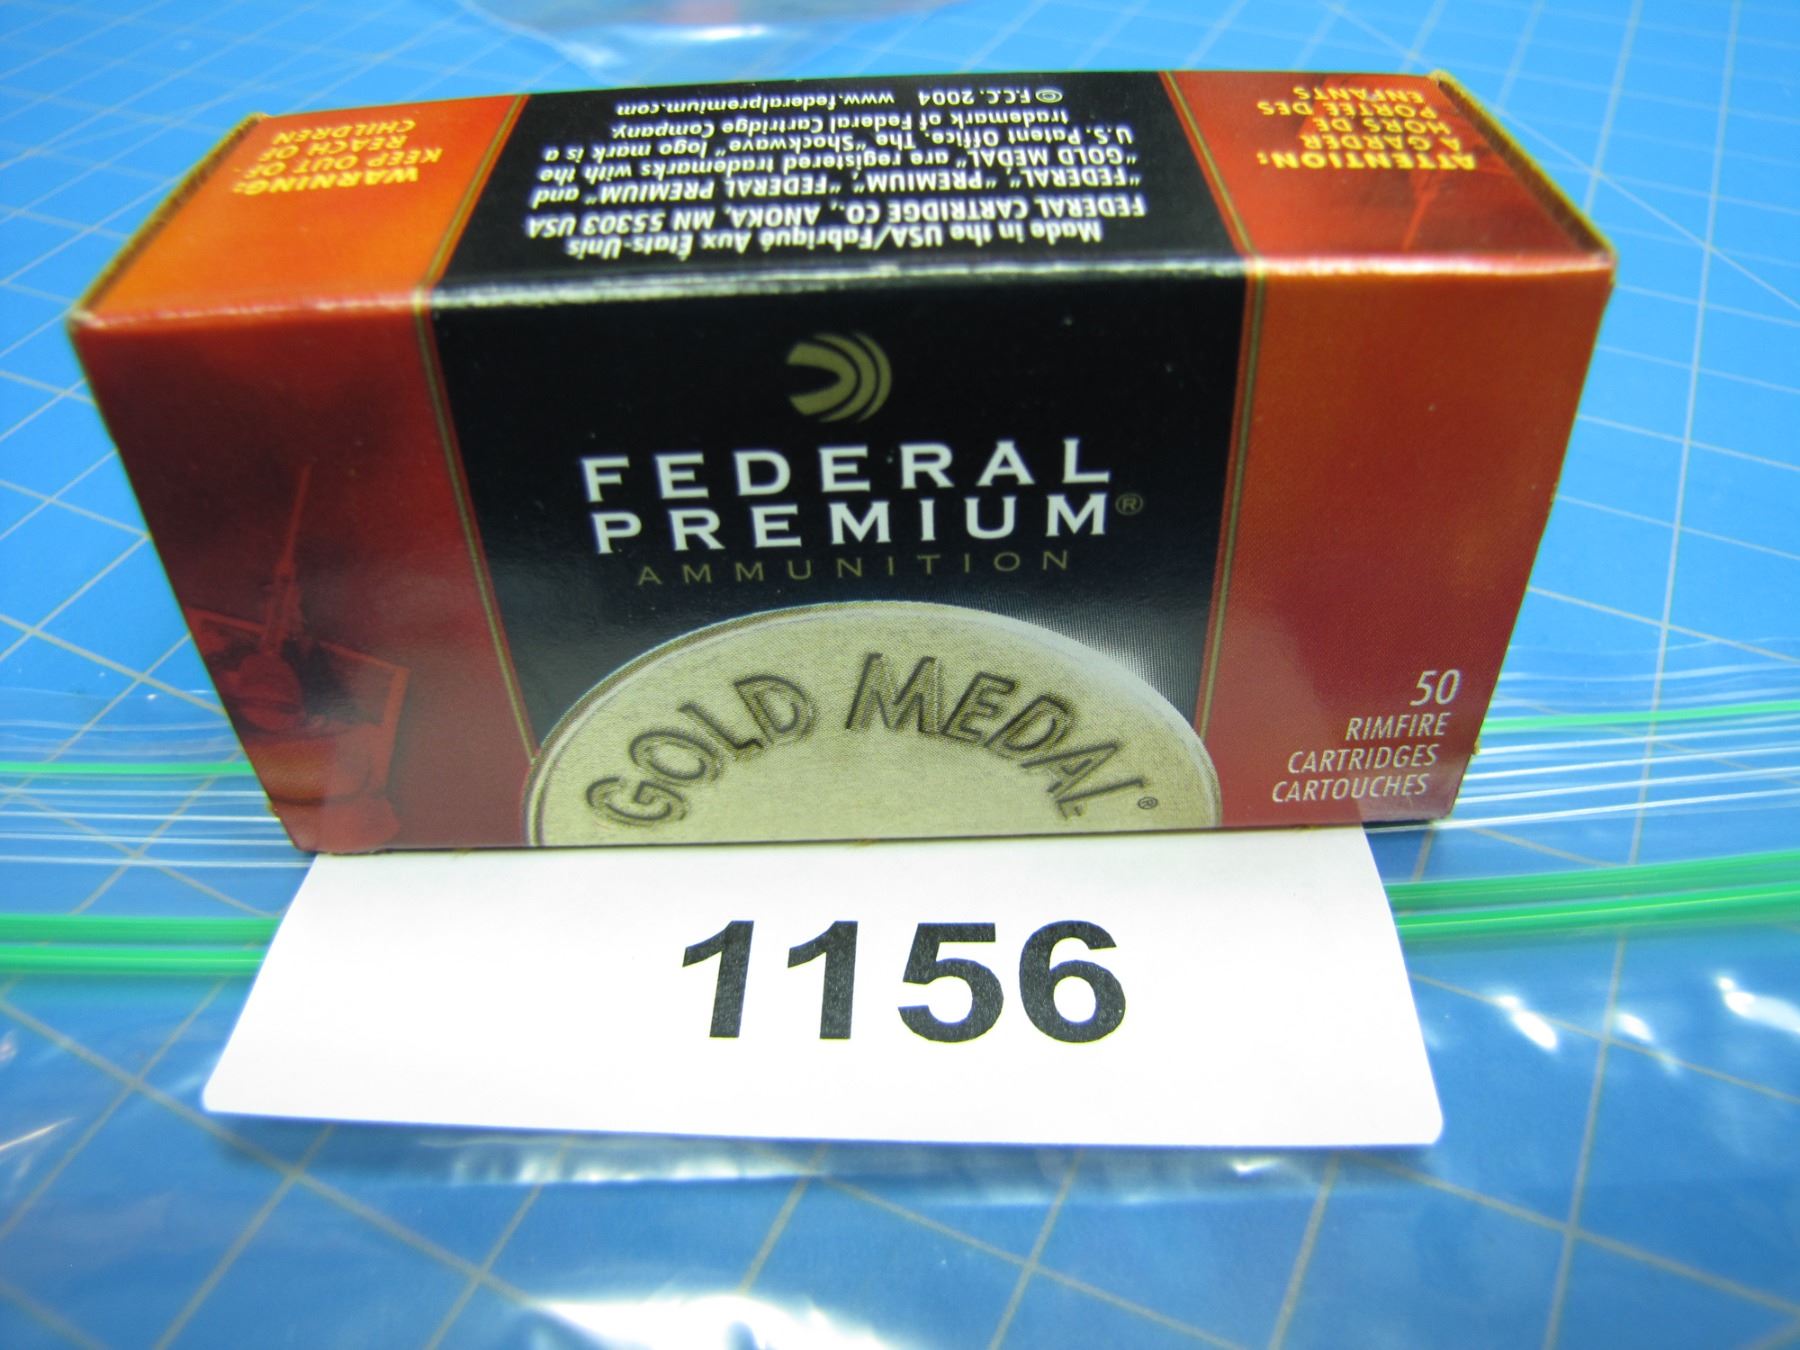 WARNING:
KEEP OUT OF
REACH OF
CHILDREN
Made in the USA/Fabriqué Aux États-Unis
FEDERAL CARTRIDGE CO., ANOKA, MN 55303 USA
"FEDERAL," "PREMIUM", "FEDERAL PREMIUM" and
"GOLD MEDAL" are registered trademarks with the
U.S. Patent Office. The "Shockwave" logo mark is a
trademark of Federal Cartridge Company.
© F.C.C. 2004 www.federalpremium.com
ATTENTION:
A GARDER
HORS DE
PORTÉE DES
ENFANTS
FEDERAL
PREMIUM®
AMMUNITION
GOLD MEDAL®
50
RIMFIRE
CARTRIDGES
CARTOUCHES
1156